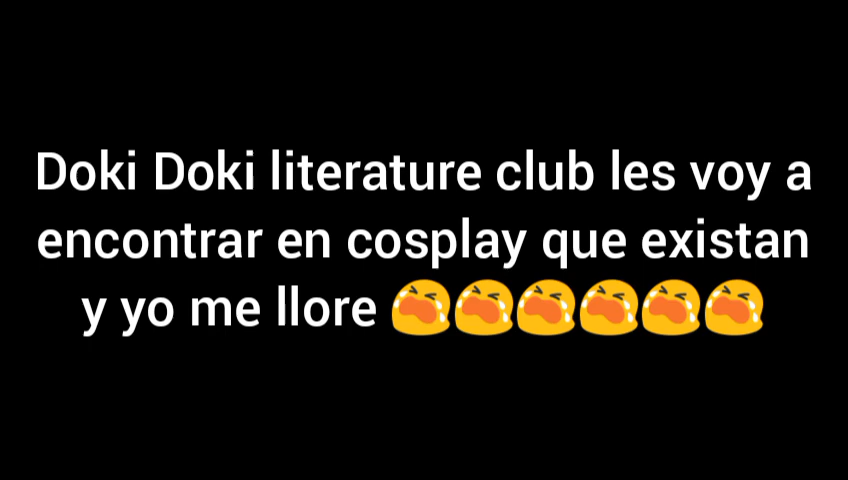 Doki Doki literature club les voy a
encontrar en cosplay que existan
y yo me llore 😭😭😭😭😭😭